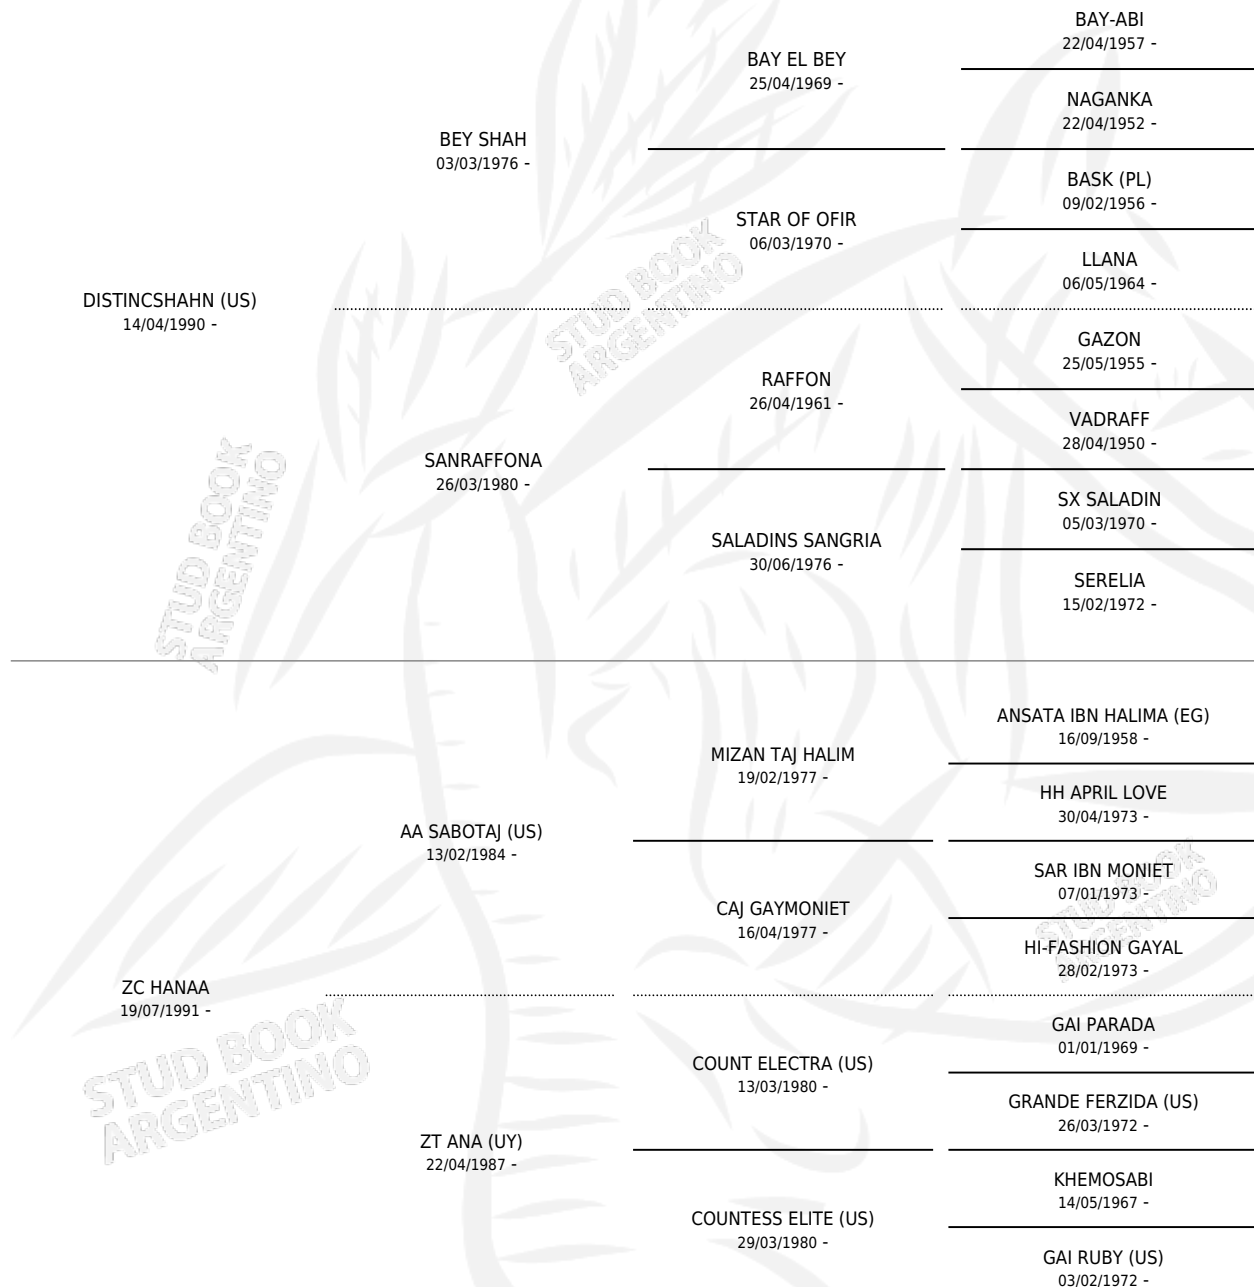 BAY-ABI
22/04/1957 -
BAY EL BEY
25/04/1969 -
NAGANKA
22/04/1952 -
BEY SHAH
03/03/1976 -
BASK (PL)
09/02/1956 -
STAR OF OFIR
06/03/1970 -
LLANA
06/05/1964 -
DISTINCSHAHN (US)
14/04/1990 -
GAZON
25/05/1955 -
RAFFON
26/04/1961 -
VADRAFF
28/04/1950 -
SANRAFFONA
26/03/1980 -
SX SALADIN
05/03/1970 -
SALADINS SANGRIA
30/06/1976 -
SERELIA
15/02/1972 -
ANSATA IBN HALIMA (EG)
16/09/1958 -
MIZAN TAJ HALIM
19/02/1977 -
HH APRIL LOVE
30/04/1973 -
AA SABOTAJ (US)
13/02/1984 -
SAR IBN MONIET
07/01/1973 -
CAJ GAYMONIET
16/04/1977 -
HI-FASHION GAYAL
28/02/1973 -
ZC HANAA
19/07/1991 -
GAI PARADA
01/01/1969 -
COUNT ELECTRA (US)
13/03/1980 -
GRANDE FERZIDA (US)
26/03/1972 -
ZT ANA (UY)
22/04/1987 -
KHEMOSABI
14/05/1967 -
COUNTESS ELITE (US)
29/03/1980 -
GAI RUBY (US)
03/02/1972 -
STUD BOOK
ARGENTINO
STUD BOOK
ARGENTINO
STUD BOOK
ARGENTINO
STUD BOOK
ARGENTINO